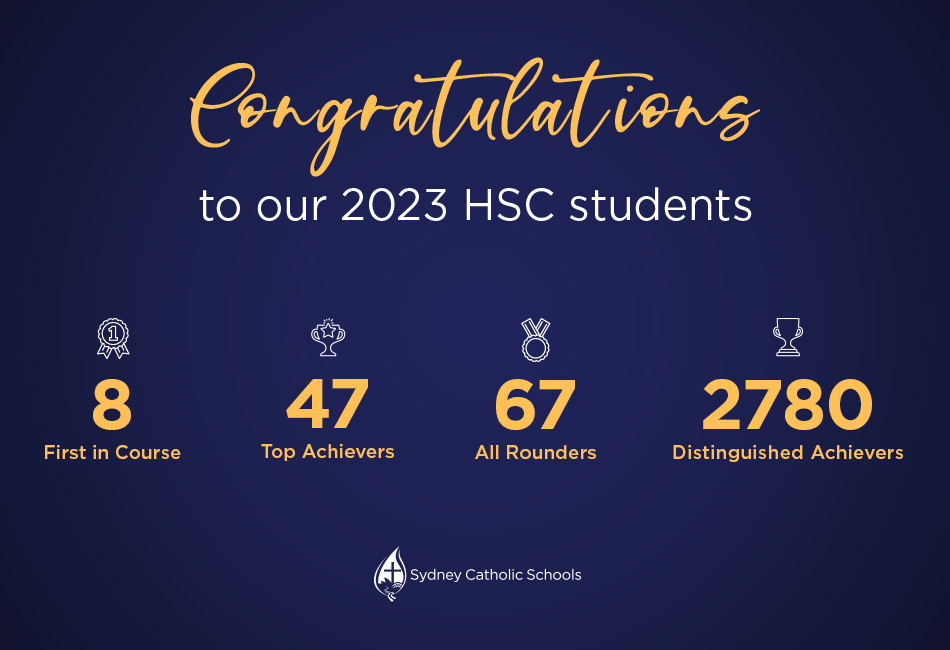 Congratulations
to our 2023 HSC students
1
8
First in Course
47
Top Achievers
67
All Rounders
2780
Distinguished Achievers
Sydney Catholic Schools